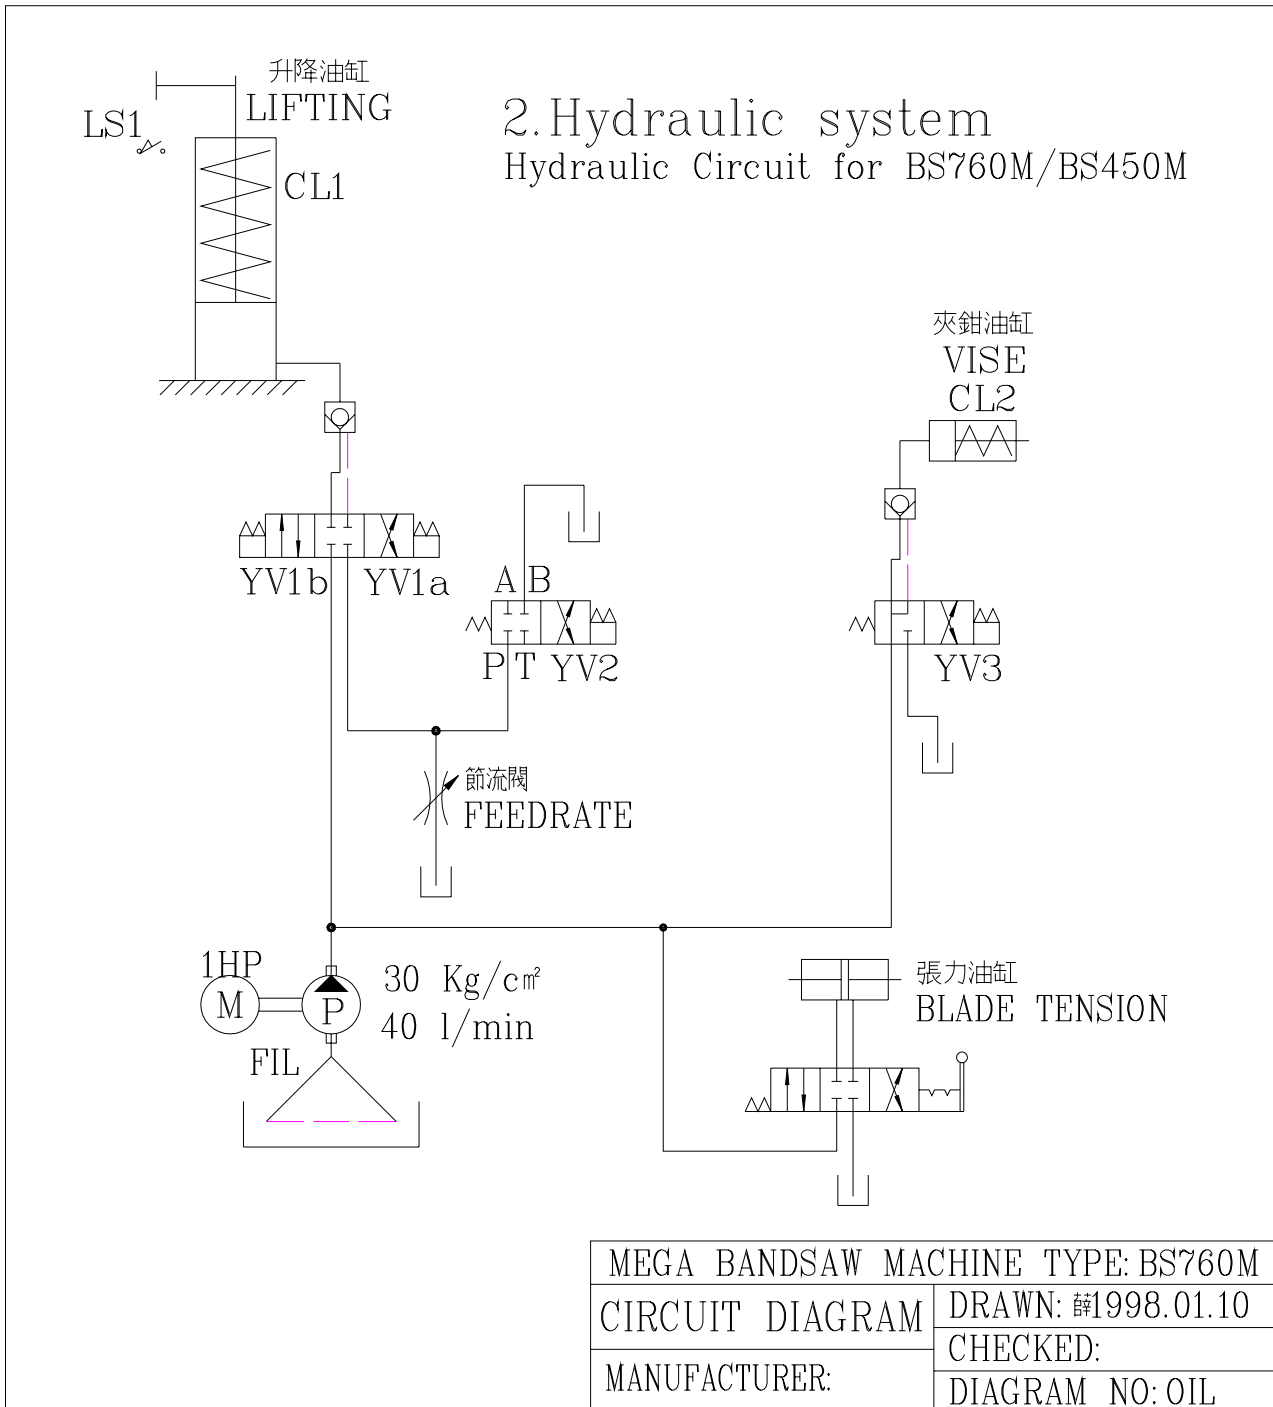 升降油缸
LIFTING
LS1
CL1
2.Hydraulic system
Hydraulic Circuit for BS760M/BS450M
夾鉗油缸
VISE
CL2
YV1b YV1a
A B
P T YV2
YV3
節流閥
FEEDRATE
1HP
M
P
30 Kg/c㎡
40 l/min
FIL
張力油缸
BLADE TENSION
MEGA BANDSAW MACHINE TYPE: BS760M
CIRCUIT DIAGRAM
DRAWN: 薛1998.01.10
CHECKED:
MANUFACTURER:
DIAGRAM NO: OIL